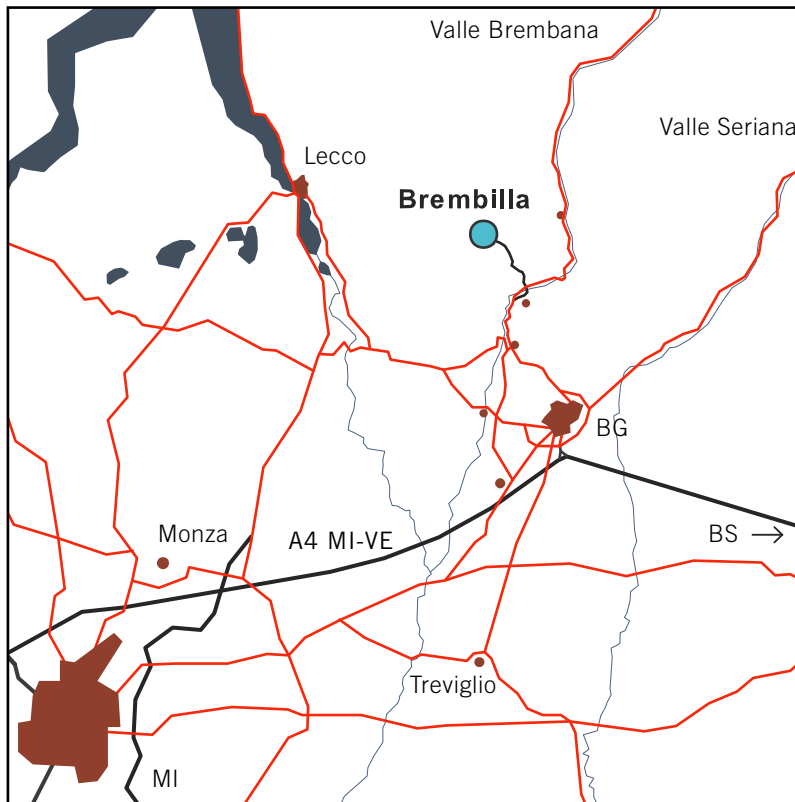 Valle Brembana
Valle Seriana
Lecco
Brembilla
BG
Monza
A4 MI-VE
BS →
Treviglio
MI